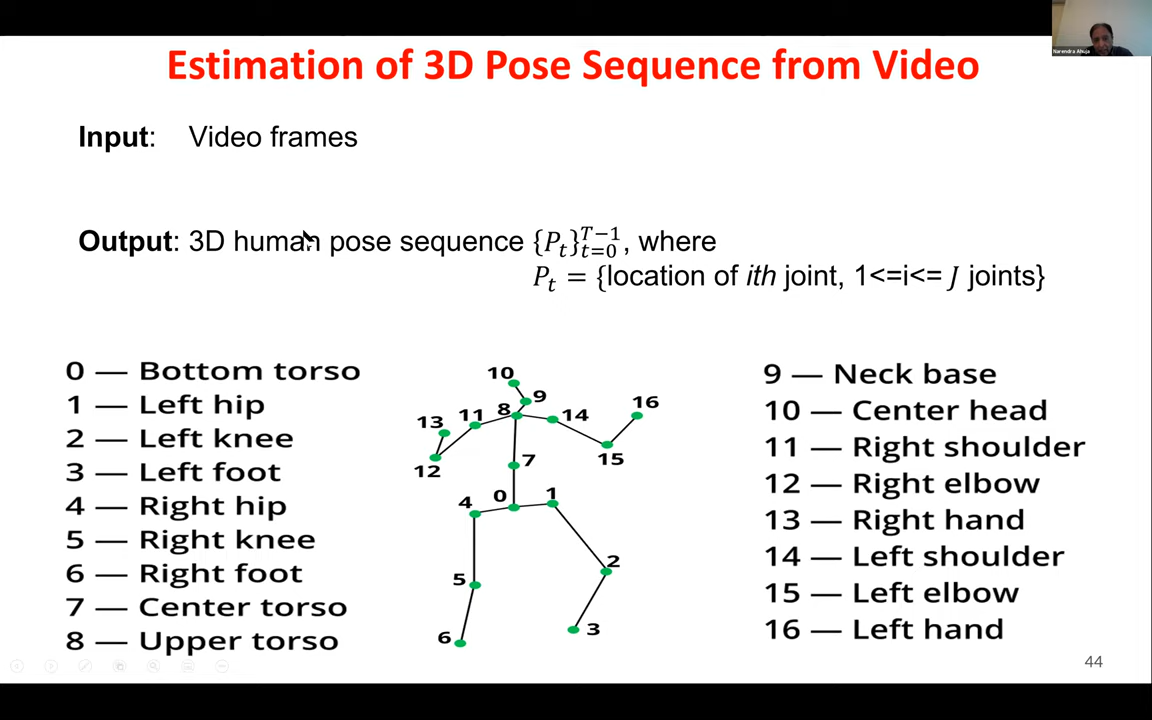 Narendra Ahuja
Estimation of 3D Pose Sequence from Video
Input: Video frames
Output: 3D human pose sequence {P_t}_{t=0}^{T−1}, where
P_t = {location of ith joint, 1<=i<= J joints}
0 — Bottom torso
1 — Left hip
2 — Left knee
3 — Left foot
4 — Right hip
5 — Right knee
6 — Right foot
7 — Center torso
8 — Upper torso
10
9
8
11
13
14
16
12
7
15
4
0
1
5
2
6
3
9 — Neck base
10 — Center head
11 — Right shoulder
12 — Right elbow
13 — Right hand
14 — Left shoulder
15 — Left elbow
16 — Left hand
44